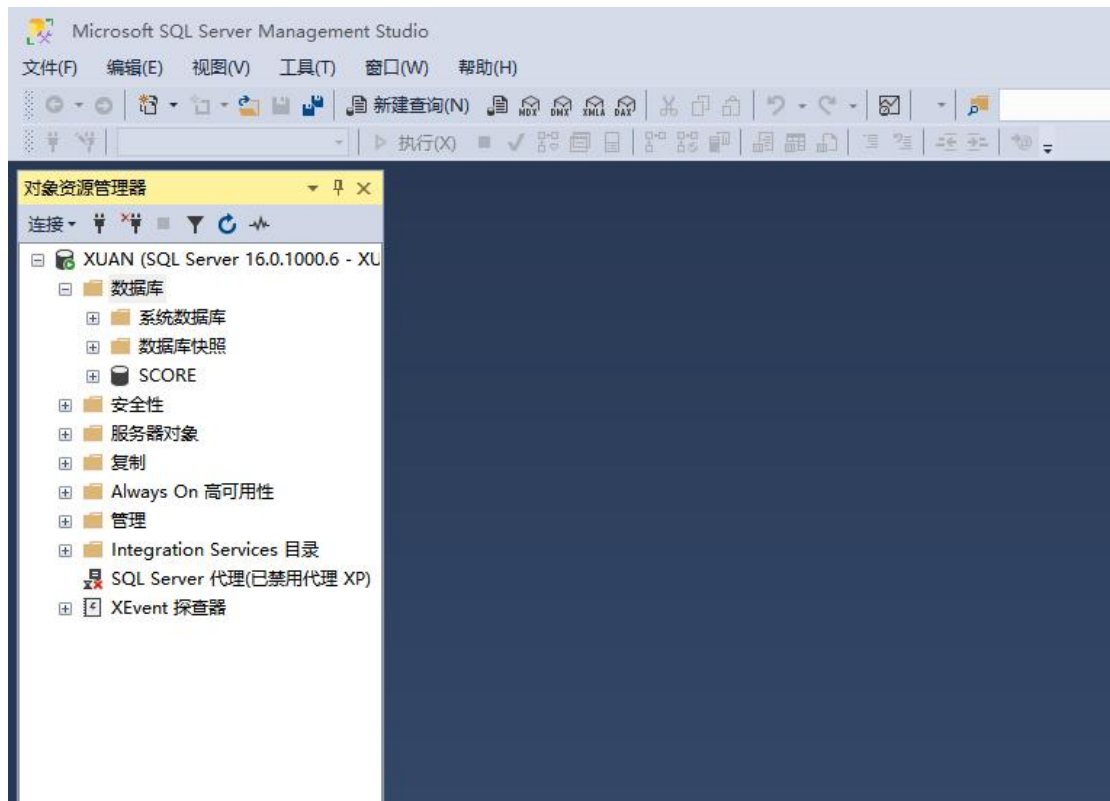 Microsoft SQL Server Management Studio
文件(F) 编辑(E) 视图(V) 工具(T) 窗口(W) 帮助(H)
新建查询(N) MDX DMX XMLA DAX
执行(X)
对象资源管理器
连接
XUAN (SQL Server 16.0.1000.6 - XU
数据库
系统数据库
数据库快照
SCORE
安全性
服务器对象
复制
Always On 高可用性
管理
Integration Services 目录
SQL Server 代理(已禁用代理 XP)
XEvent 探查器